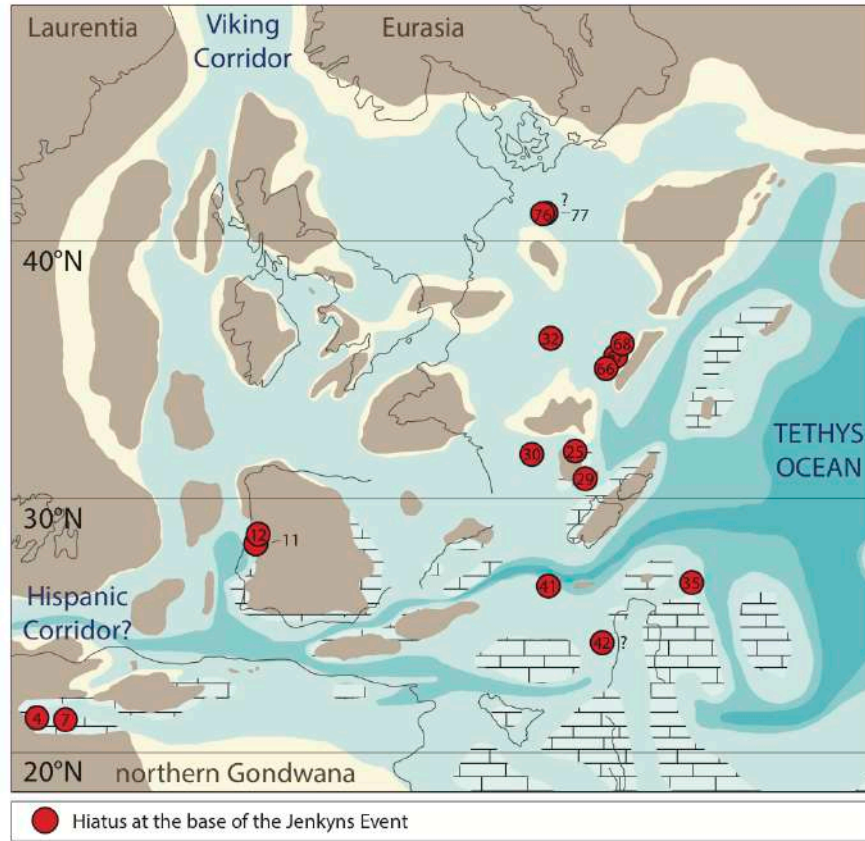 Laurentia
Viking
Corridor
Eurasia
?
76
-77
40°N
32
68
66
TETHYS
OCEAN
30
25
29
30°N
12
-11
Hispanic
Corridor?
41
35
42
?
4
7
20°N
northern Gondwana
Hiatus at the base of the Jenkyns Event